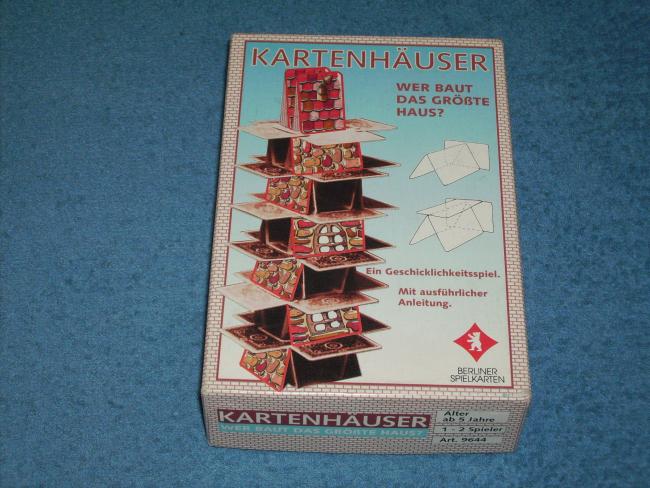 KARTENHÄUSER
WER BAUT
DAS GRÖßTE
HAUS?
Ein Geschicklichkeitsspiel.
Mit ausführlicher
Anleitung.
BERLINER
SPIELKARTEN
KARTENHÄUSER
WER BAUT DAS GRÖßTE HAUS?
Alter
ab 5 Jahre
1 - 2 Spieler
Art. 9644